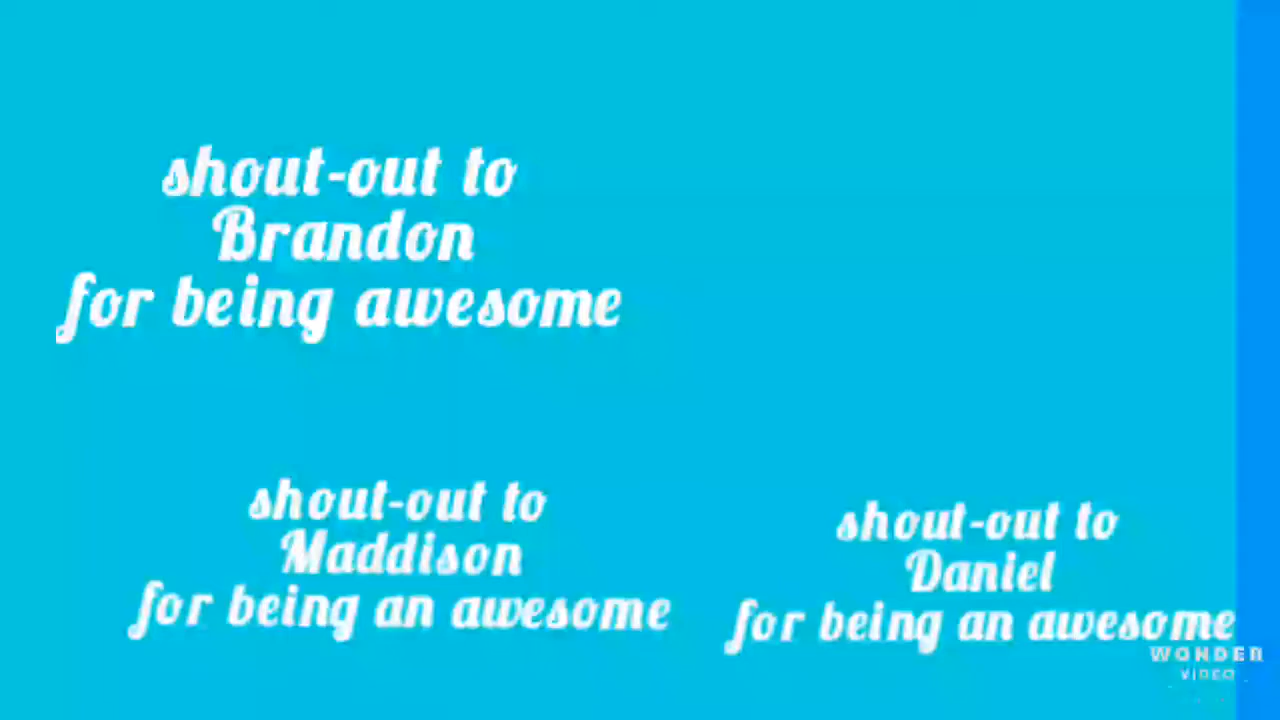 shout-out to
Brandon
for being awesome
shout-out to
Maddison
for being an awesome
shout-out to
Daniel
for being an awesome
WONDER
VIDEO